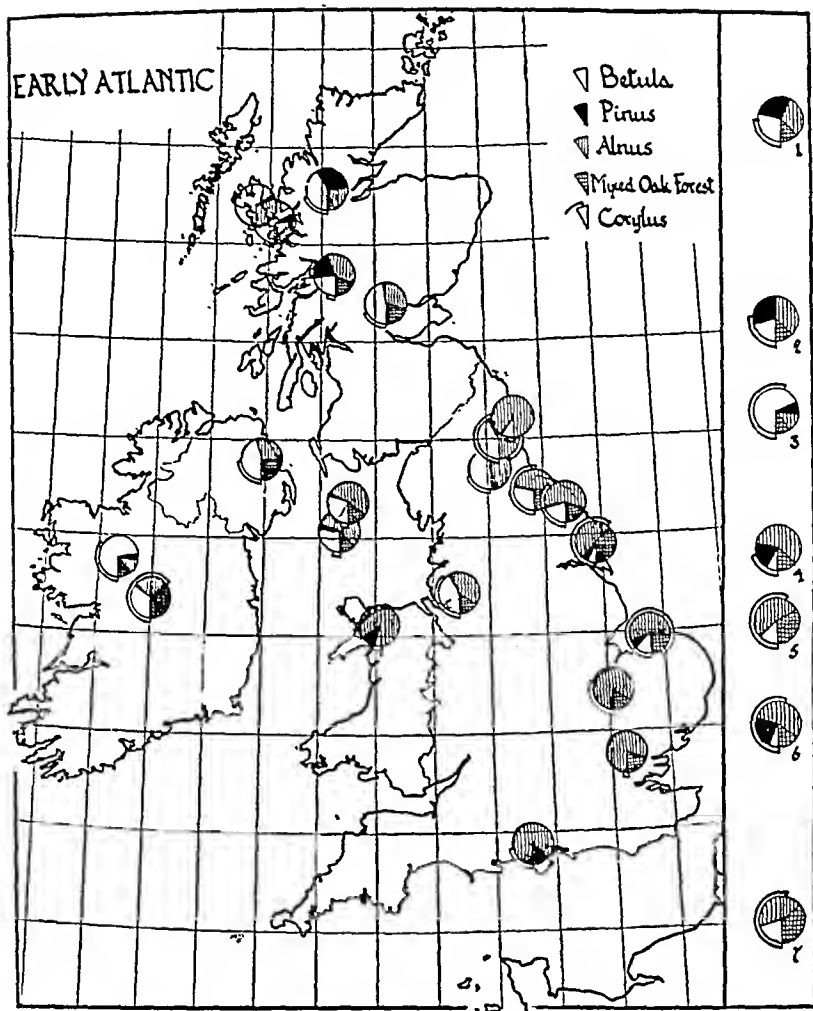 EARLY ATLANTIC
Betula
Pinus
Alnus
Mixed Oak Forest
Corylus
1
2
3
4
5
6
7